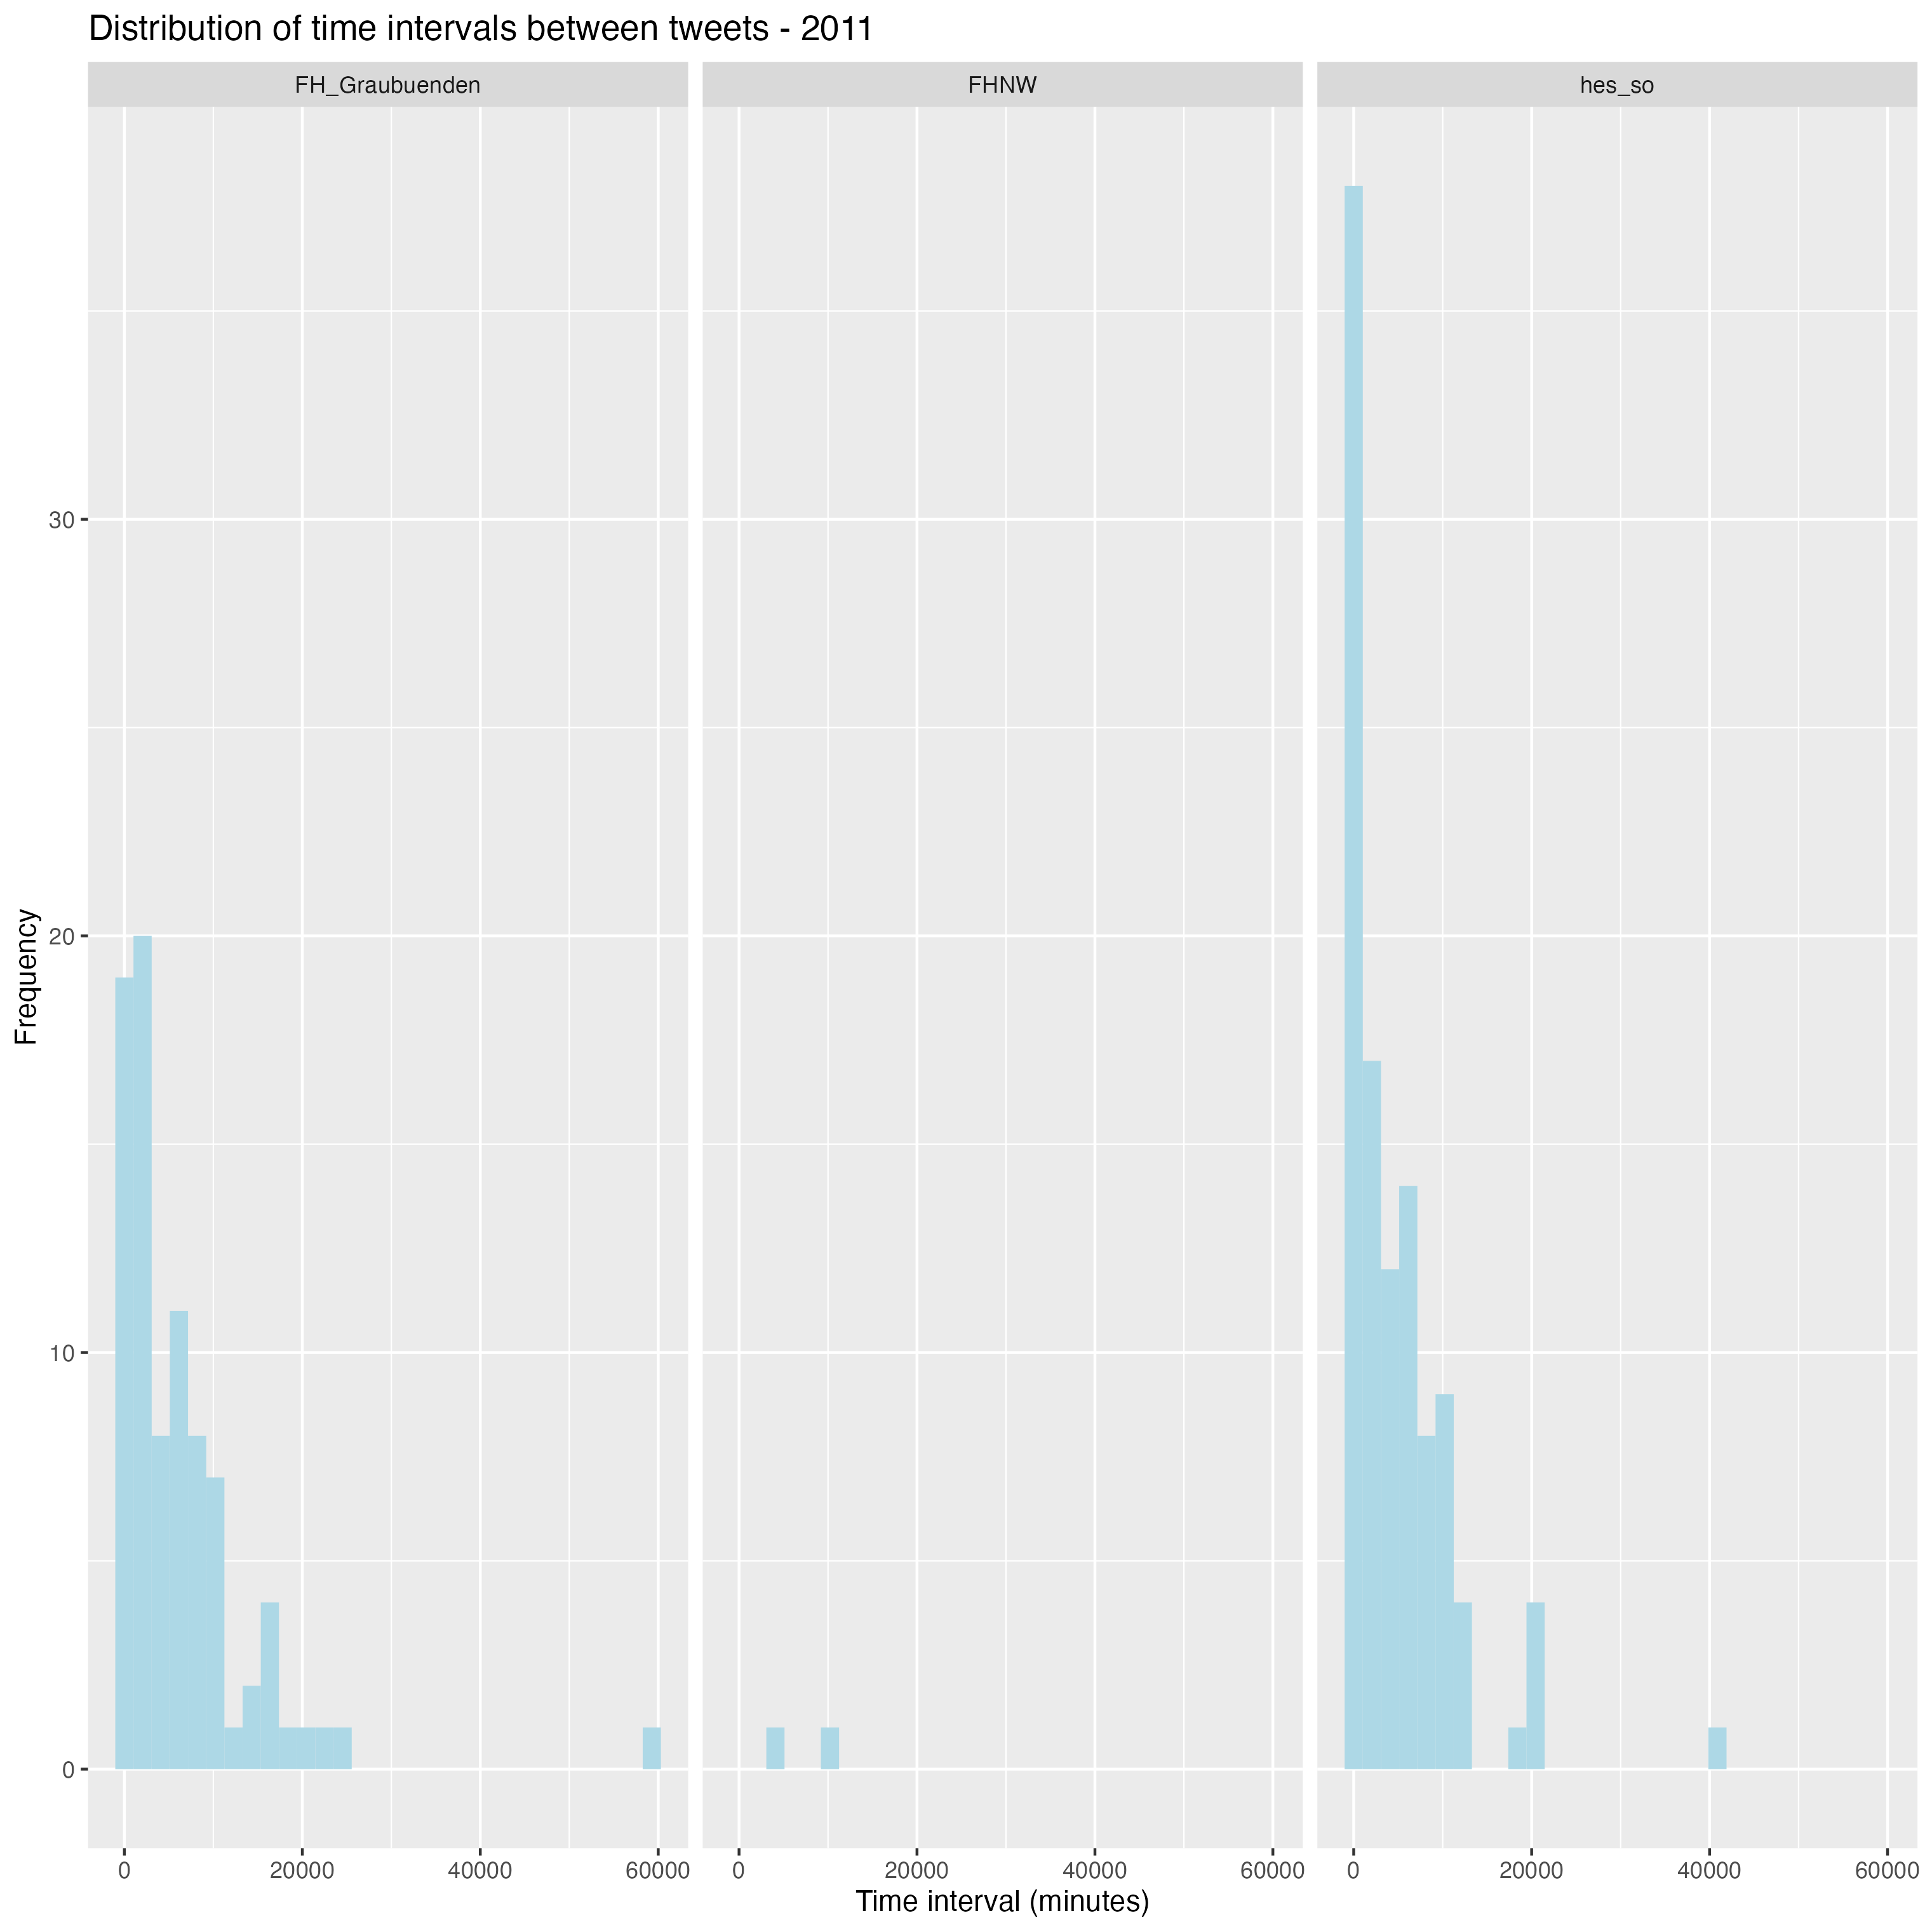 Distribution of time intervals between tweets - 2011
FH_Graubuenden FHNW hes_so
Frequency
30
20
10
0
0 20000 40000 60000 0 20000 40000 60000 0 20000 40000 60000
Time interval (minutes)